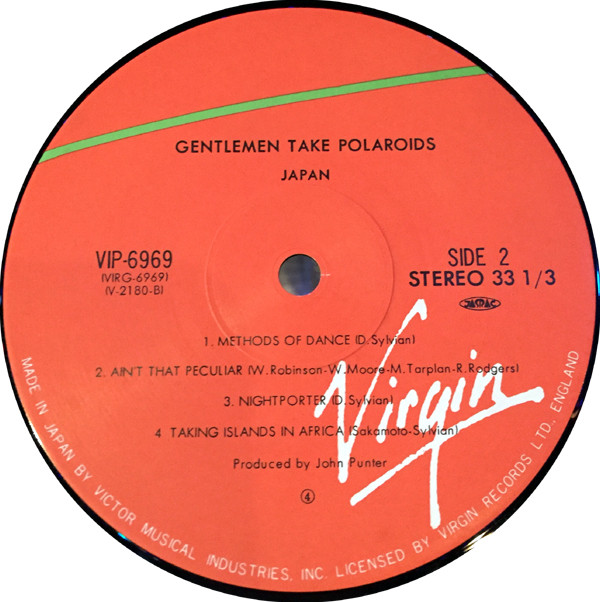 GENTLEMEN TAKE POLAROIDS
JAPAN
VIP-6969
(VIRG-6969)
(V-2180-B)
SIDE 2
STEREO 33 1/3
JASRAC
1. METHODS OF DANCE (D. Sylvian)
2. AIN'T THAT PECULIAR (W. Robinson-W. Moore-M. Tarplan-R. Rodgers)
3. NIGHTPORTER (D. Sylvian)
4 TAKING ISLANDS IN AFRICA (Sakamoto-Sylvian)
Produced by John Punter
④
Virgin
MADE IN JAPAN BY VICTOR MUSICAL INDUSTRIES, INC. LICENSED BY VIRGIN RECORDS LTD., ENGLAND